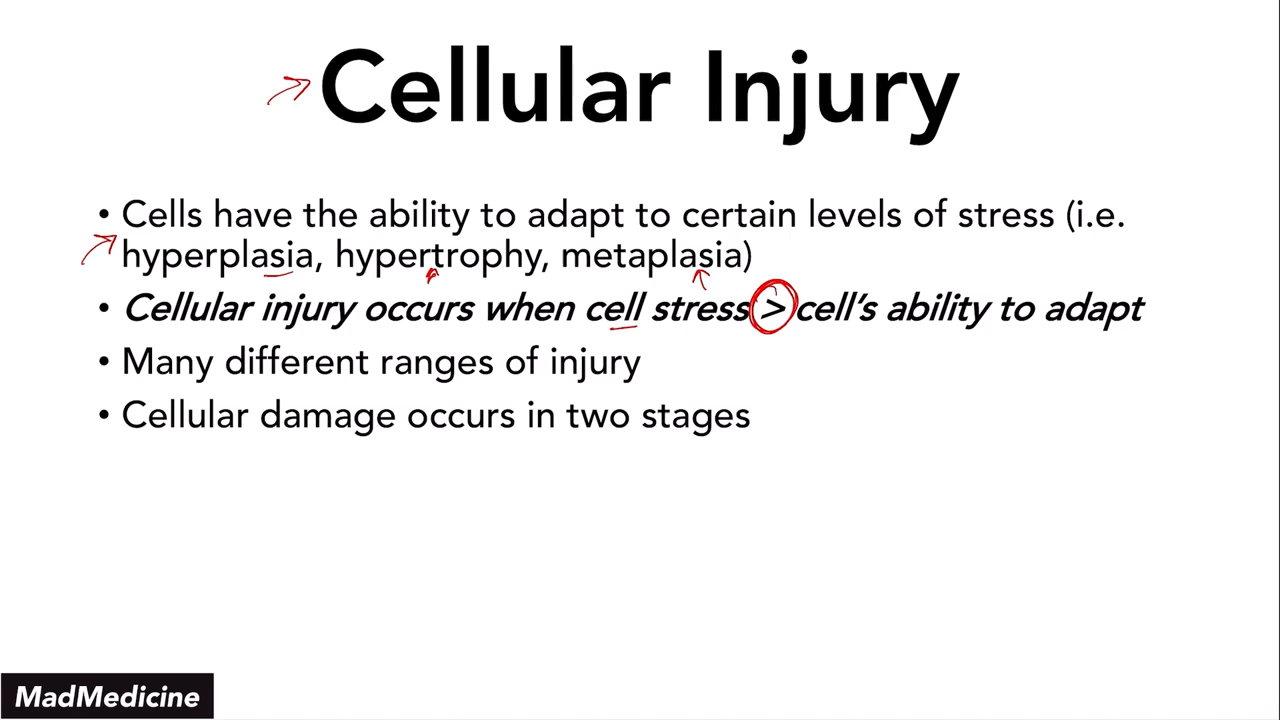 Cellular Injury
• Cells have the ability to adapt to certain levels of stress (i.e.
hyperplasia, hypertrophy, metaplasia)
• Cellular injury occurs when cell stress > cell’s ability to adapt
• Many different ranges of injury
• Cellular damage occurs in two stages
MadMedicine